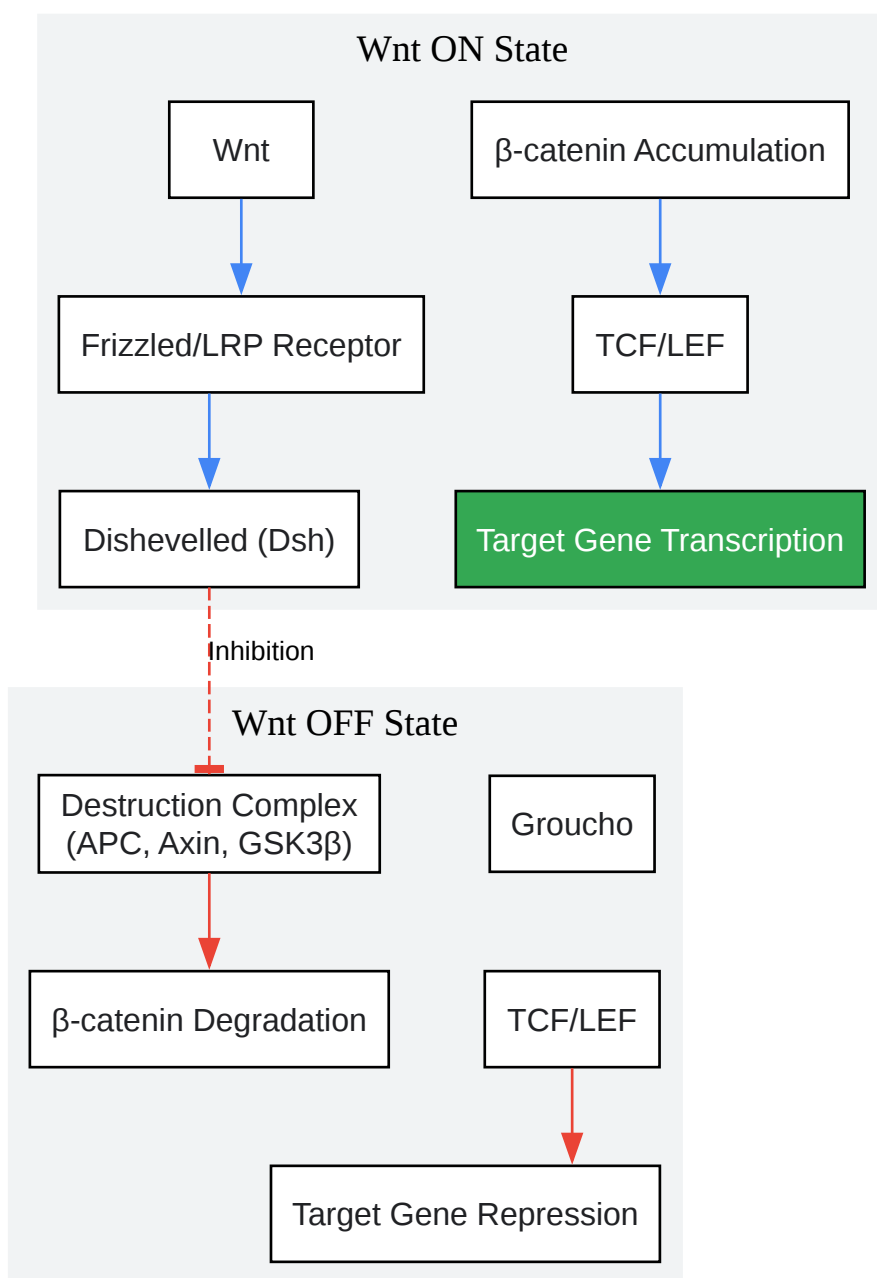 Wnt ON State
Wnt
β-catenin Accumulation
Frizzled/LRP Receptor
TCF/LEF
Dishevelled (Dsh)
Target Gene Transcription
Inhibition
Wnt OFF State
Destruction Complex
(APC, Axin, GSK3β)
Groucho
β-catenin Degradation
TCF/LEF
Target Gene Repression